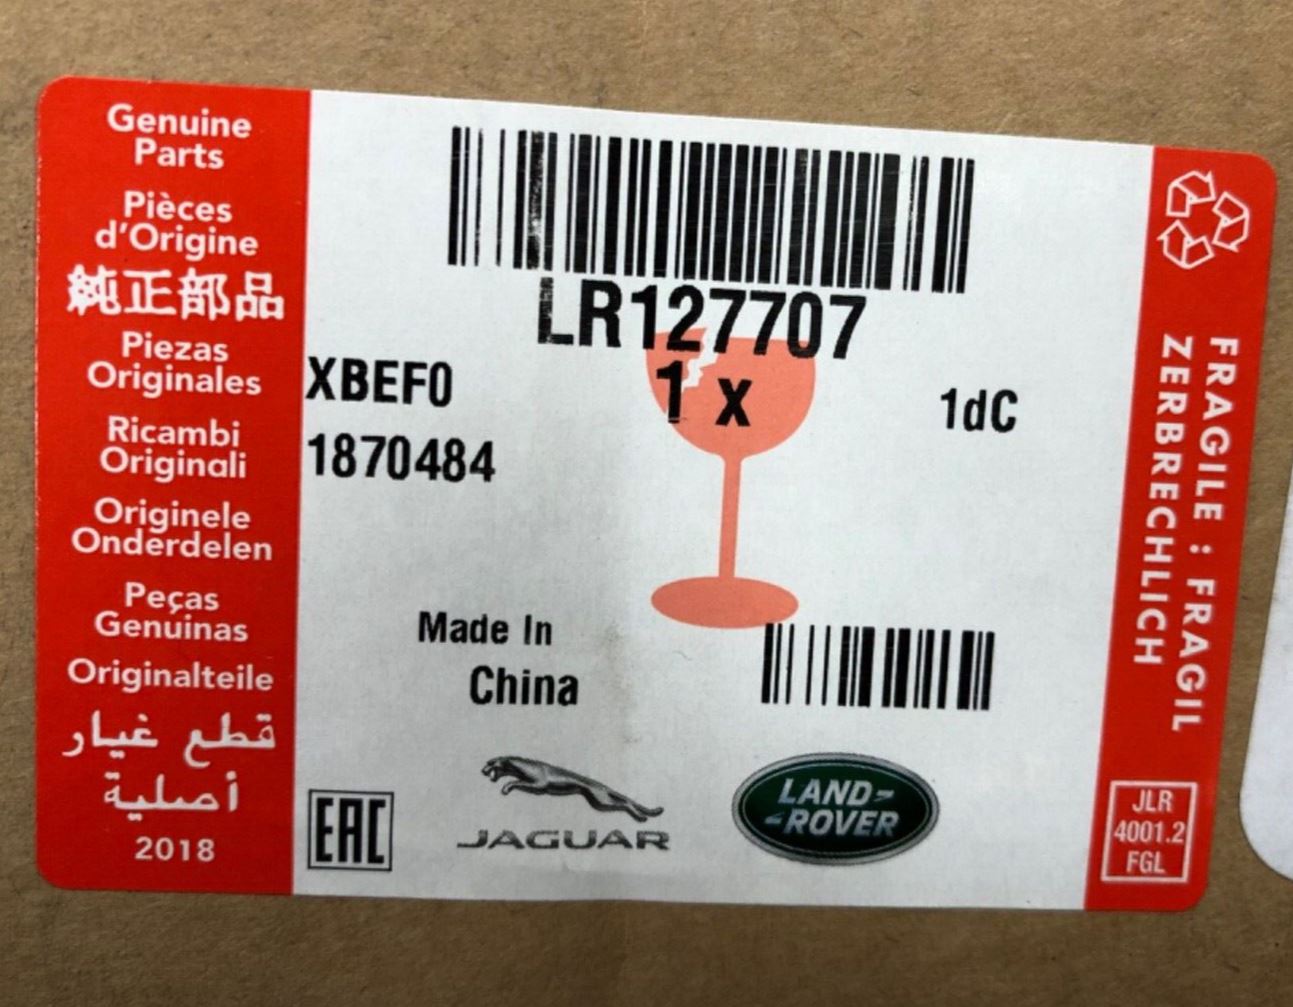 Genuine
Parts
Pièces
d'Origine
純正部品
Piezas
Originales
Ricambi
Originali
Originele
Onderdelen
Peças
Genuinas
Originalteile
قطع غيار
أصلية
2018
LR127707
XBEF0
1 x
1dC
1870484
Made In
China
EAC
JAGUAR
LAND-
-ROVER
FRAGILE : FRAGIL
ZERBRECHLICH
JLR
4001.2
FGL